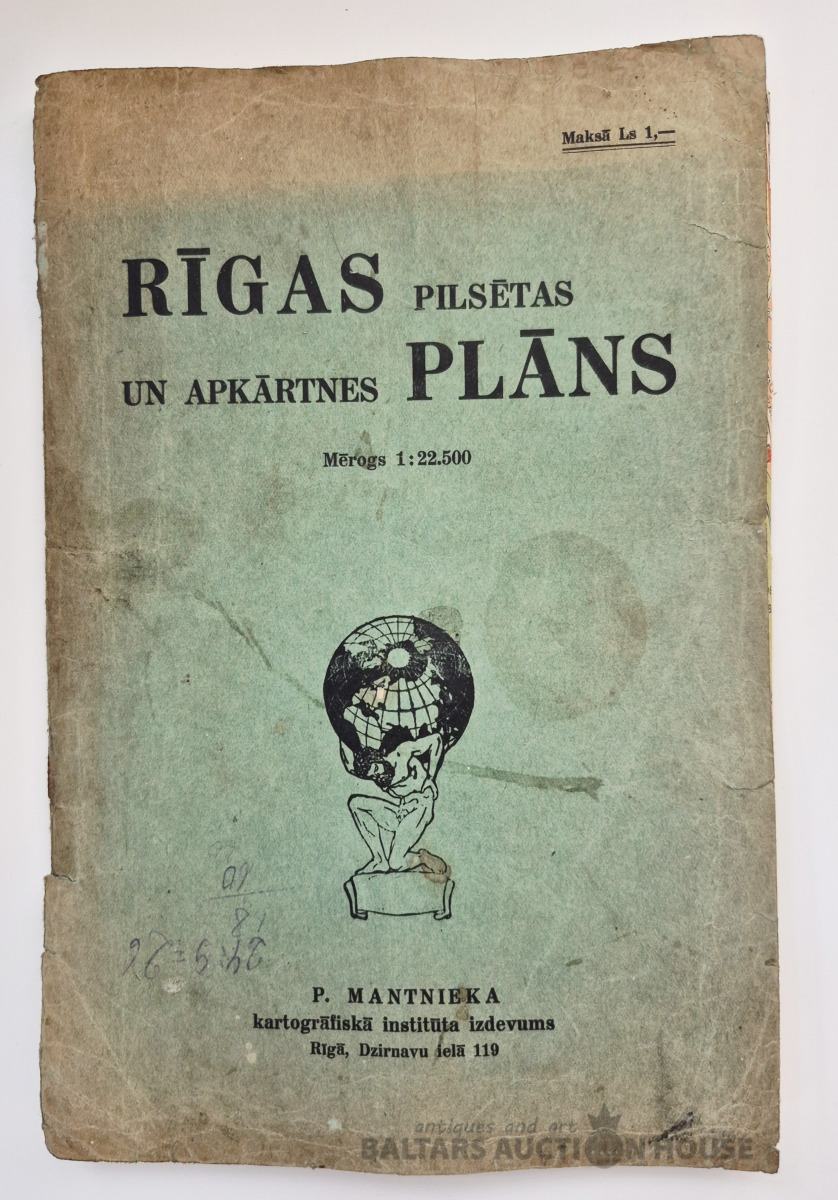 Maksā Ls 1,—
RĪGAS PILSĒTAS
UN APKĀRTNES PLĀNS
Mērogs 1:22.500
P. MANTNIEKA
kartogrāfiskā institūta izdevums
Rīgā, Dzirnavu ielā 119
antiques and art
BALTARS AUCTION HOUSE